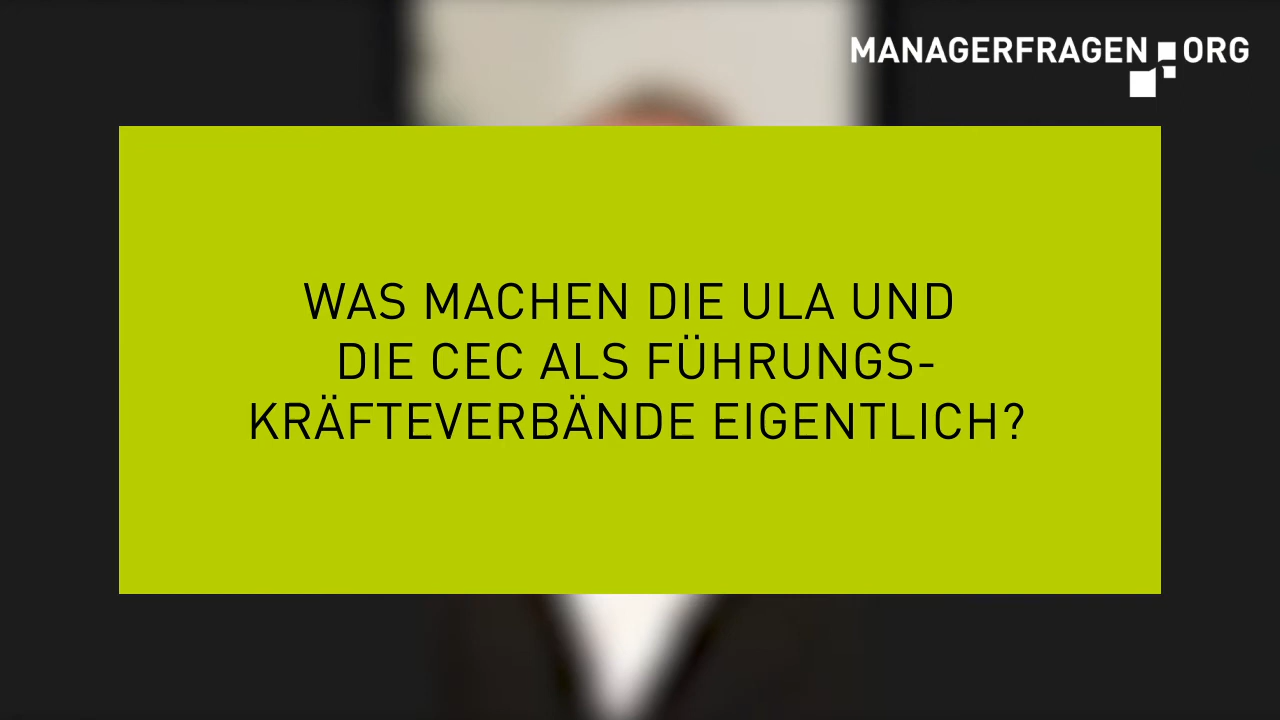 MANAGERFRAGEN.ORG
WAS MACHEN DIE ULA UND
DIE CEC ALS FÜHRUNGS-
KRÄFTEVERBÄNDE EIGENTLICH?